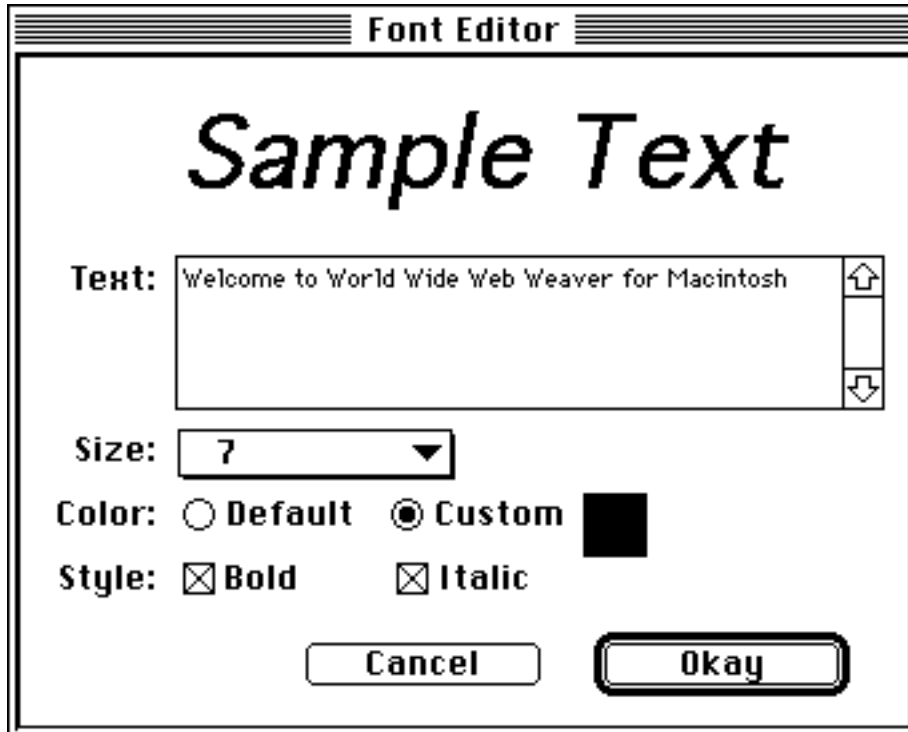 Font Editor
Sample Text
Text: Welcome to World Wide Web Weaver for Macintosh
Size: 7
Color: Default Custom
Style: Bold Italic
Cancel Okay